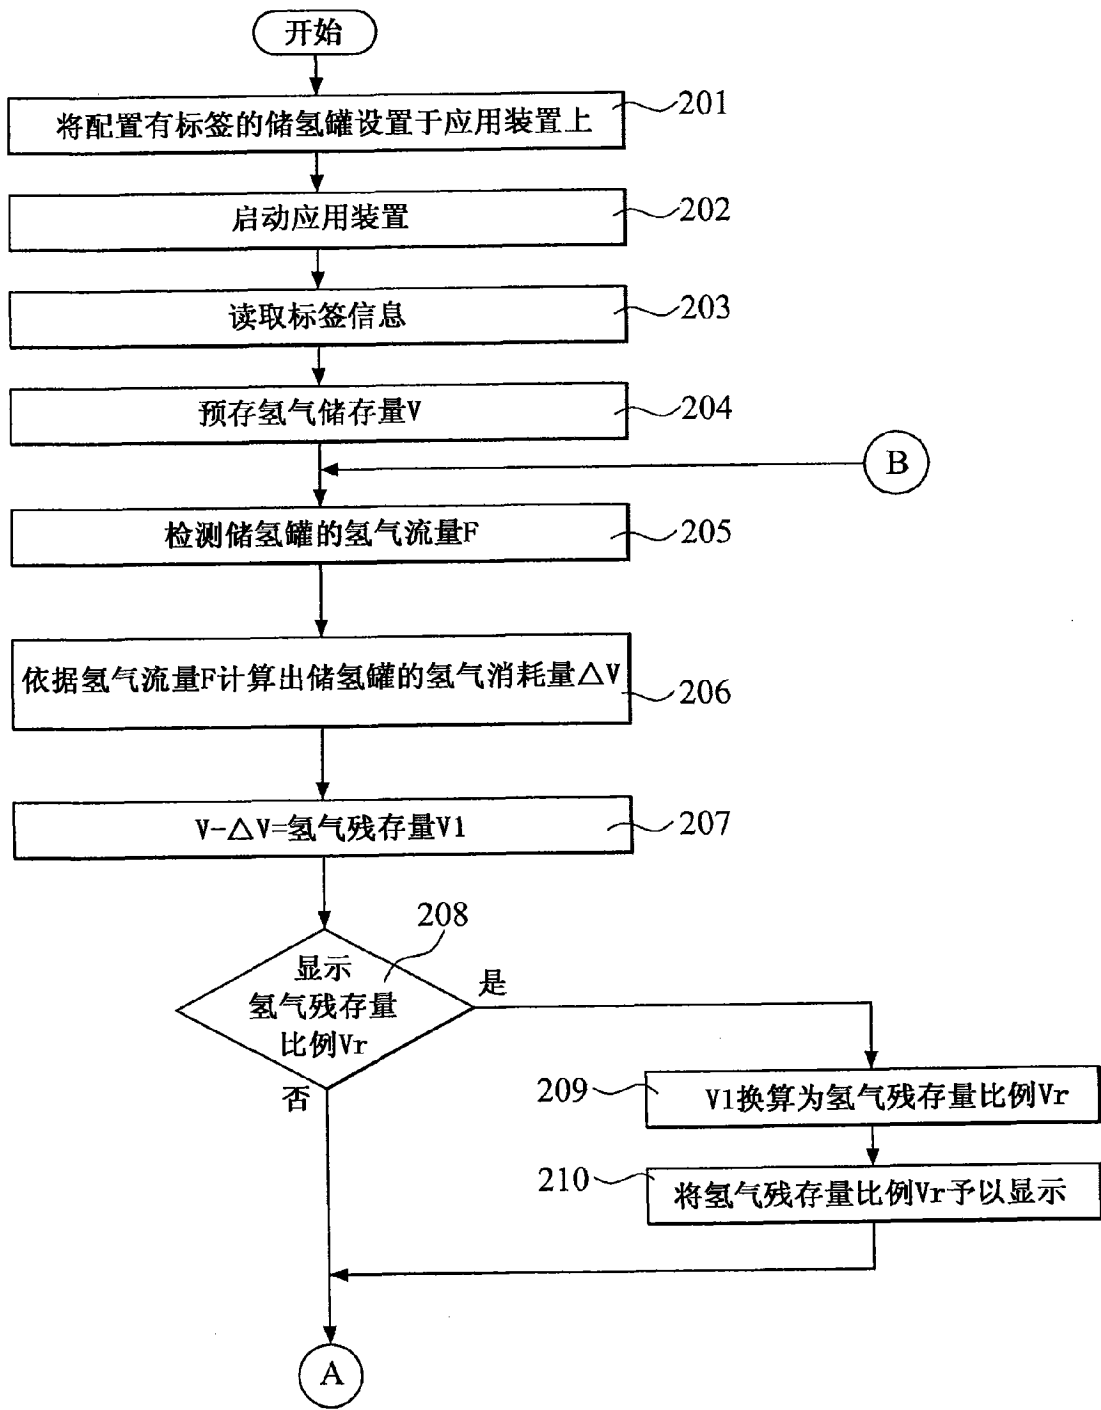 开始
将配置有标签的储氢罐设置于应用装置上
201
启动应用装置
202
读取标签信息
203
预存氢气储存量V
204
B
检测储氢罐的氢气流量F
205
依据氢气流量F计算出储氢罐的氢气消耗量△V
206
V-△V=氢气残存量V1
207
208
显示
氢气残存量
比例Vr
是
否
209
V1换算为氢气残存量比例Vr
210
将氢气残存量比例Vr予以显示
A